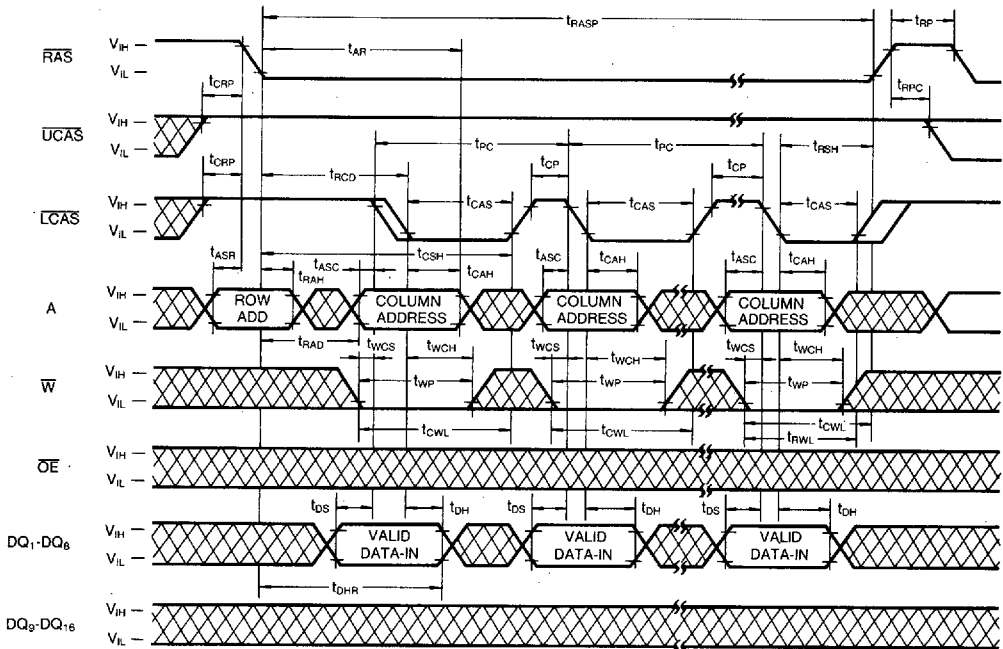 tRASP tRP
tAR
RAS VIH
VIL
tCRP tRPC
UCAS VIH
VIL
tPC tPC tRSH
tCRP tRCD tCP tCP
LCAS VIH
VIL
tCAS tCAS tCAS
tASR tCSH
tRAH tASC tCAH tASC tCAH tASC tCAH
A VIH
VIL
ROW ADD
COLUMN ADDRESS
COLUMN ADDRESS
COLUMN ADDRESS
tRAD tWCS tWCH tWCS tWCH tWCS tWCH
W VIH
VIL
tWP tWP tWP
tCWL tCWL tCWL
tRWL
OE VIH
VIL
tDS tDH tDS tDH tDS tDH
DQ1-DQ8 VIH
VIL
VALID DATA-IN
VALID DATA-IN
VALID DATA-IN
tDHR
DQ9-DQ16 VIH
VIL